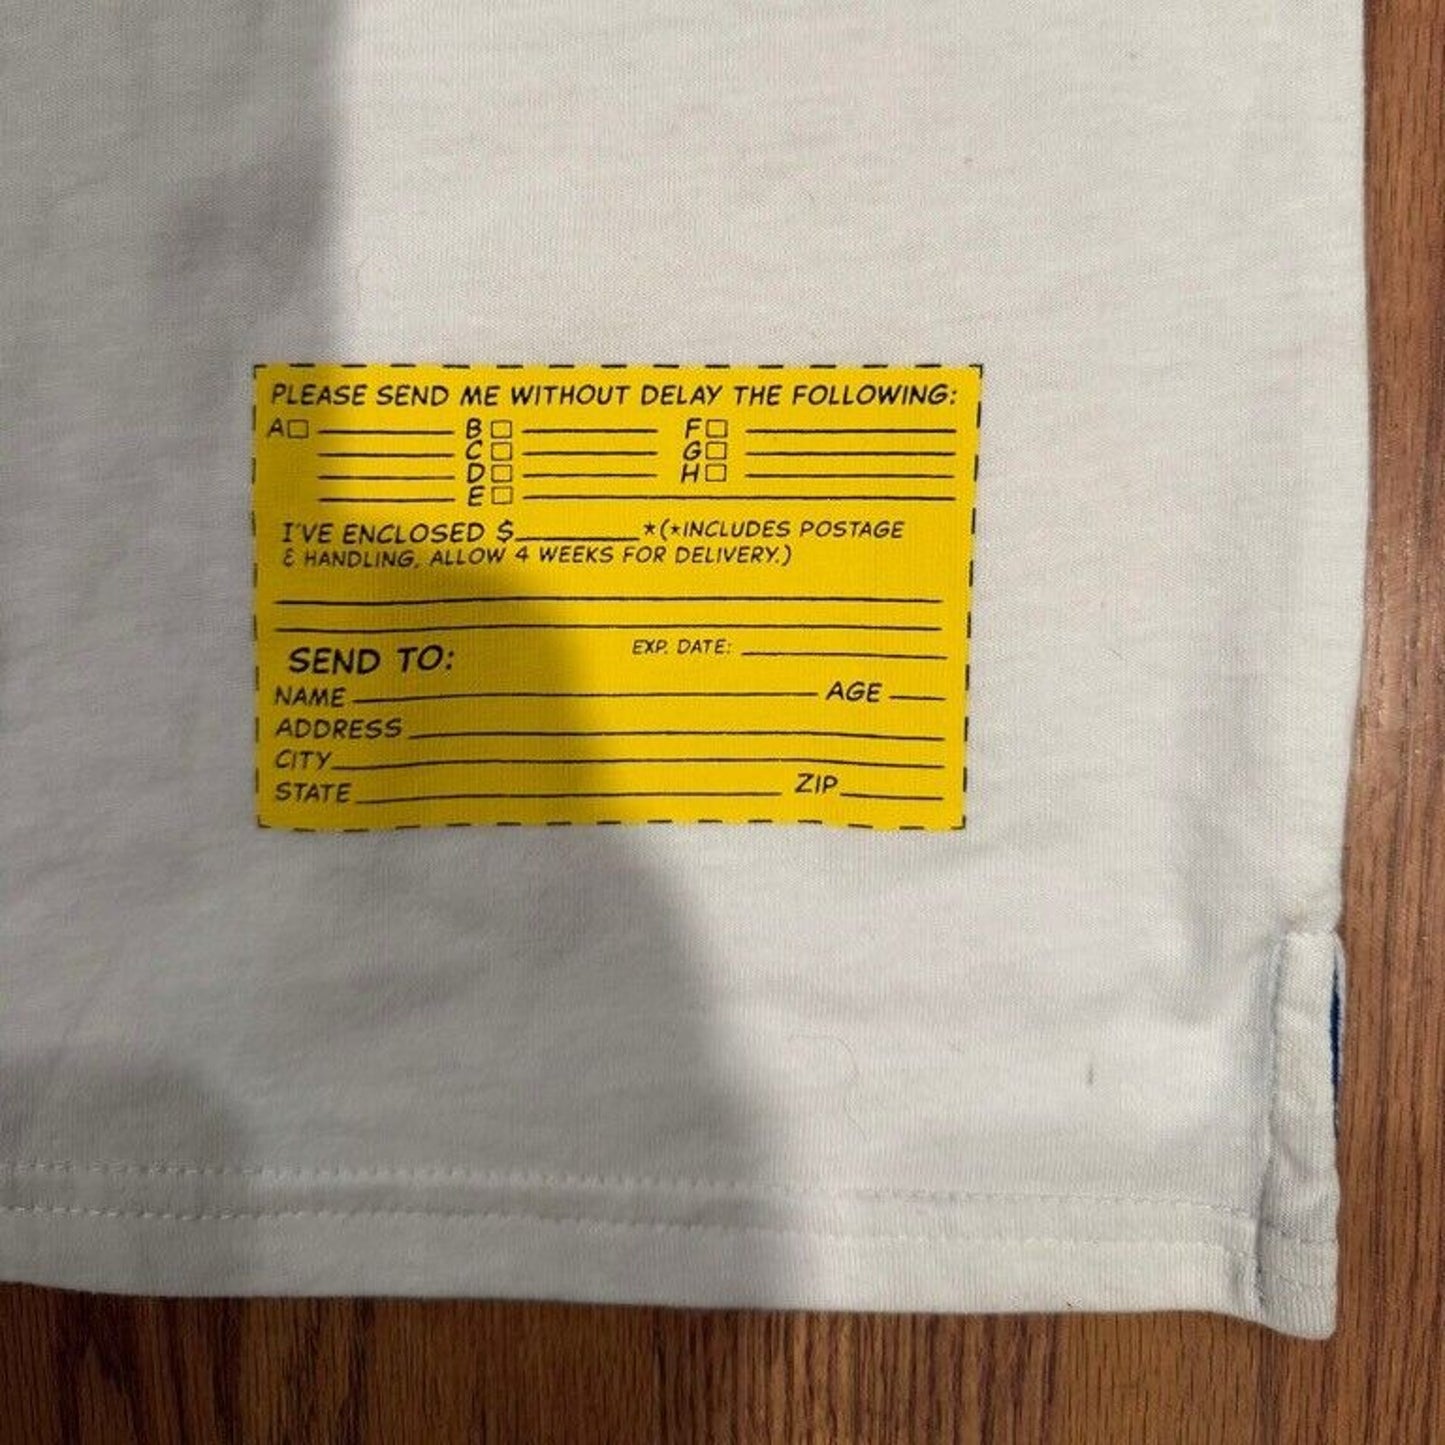 PLEASE SEND ME WITHOUT DELAY THE FOLLOWING:
A B F
C G
D H
E
I'VE ENCLOSED $ *(*INCLUDES POSTAGE
& HANDLING, ALLOW 4 WEEKS FOR DELIVERY.)
SEND TO: EXP. DATE:
NAME AGE
ADDRESS
CITY
STATE ZIP